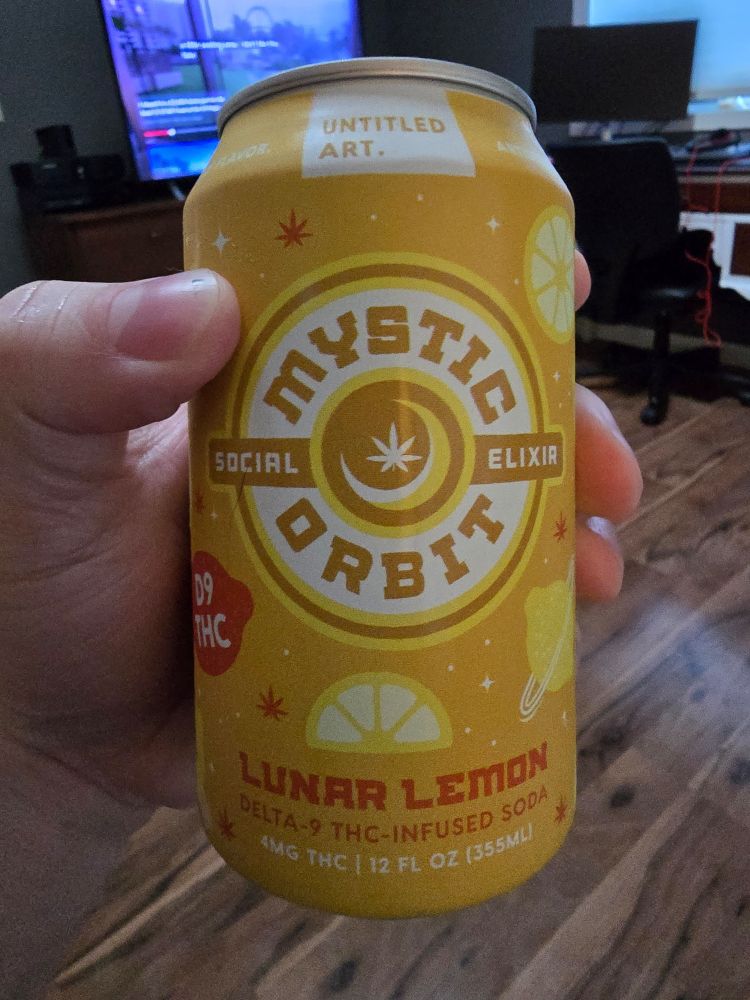 UNTITLED
ART.
FLAVOR.
MYSTIC
SOCIAL ELIXIR
ORBIT
D9
THC
LUNAR LEMON
DELTA-9 THC-INFUSED SODA
4MG THC | 12 FL OZ (355ML)